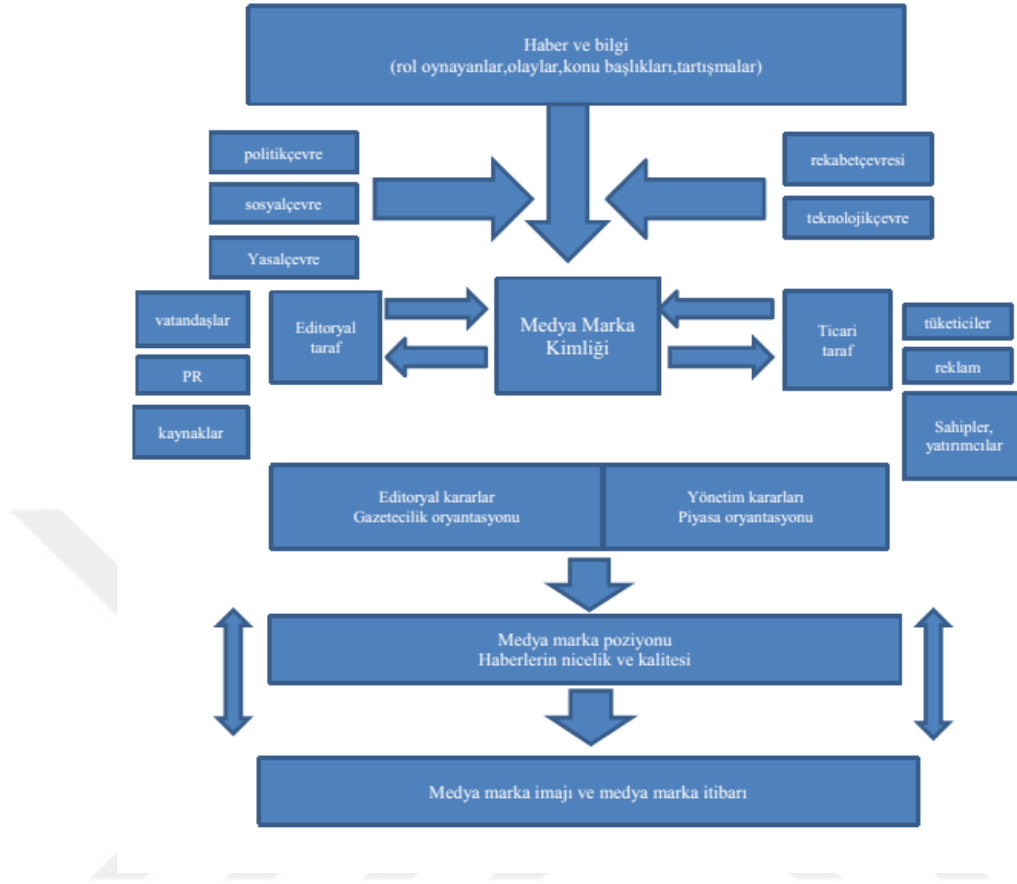 Haber ve bilgi
(rol oynayanlar,olaylar,konu başlıkları,tartışmalar)
politikçevre
sosyalçevre
Yasalçevre
rekabetçevresi
teknolojikçevre
vatandaşlar
PR
kaynaklar
Editoryal
taraf
Medya Marka
Kimliği
Ticari
taraf
tüketiciler
reklam
Sahipler,
yatırımcılar
Editoryal kararlar
Gazetecilik oryantasyonu
Yönetim kararları
Piyasa oryantasyonu
Medya marka poziyonu
Haberlerin nicelik ve kalitesi
Medya marka imajı ve medya marka itibarı